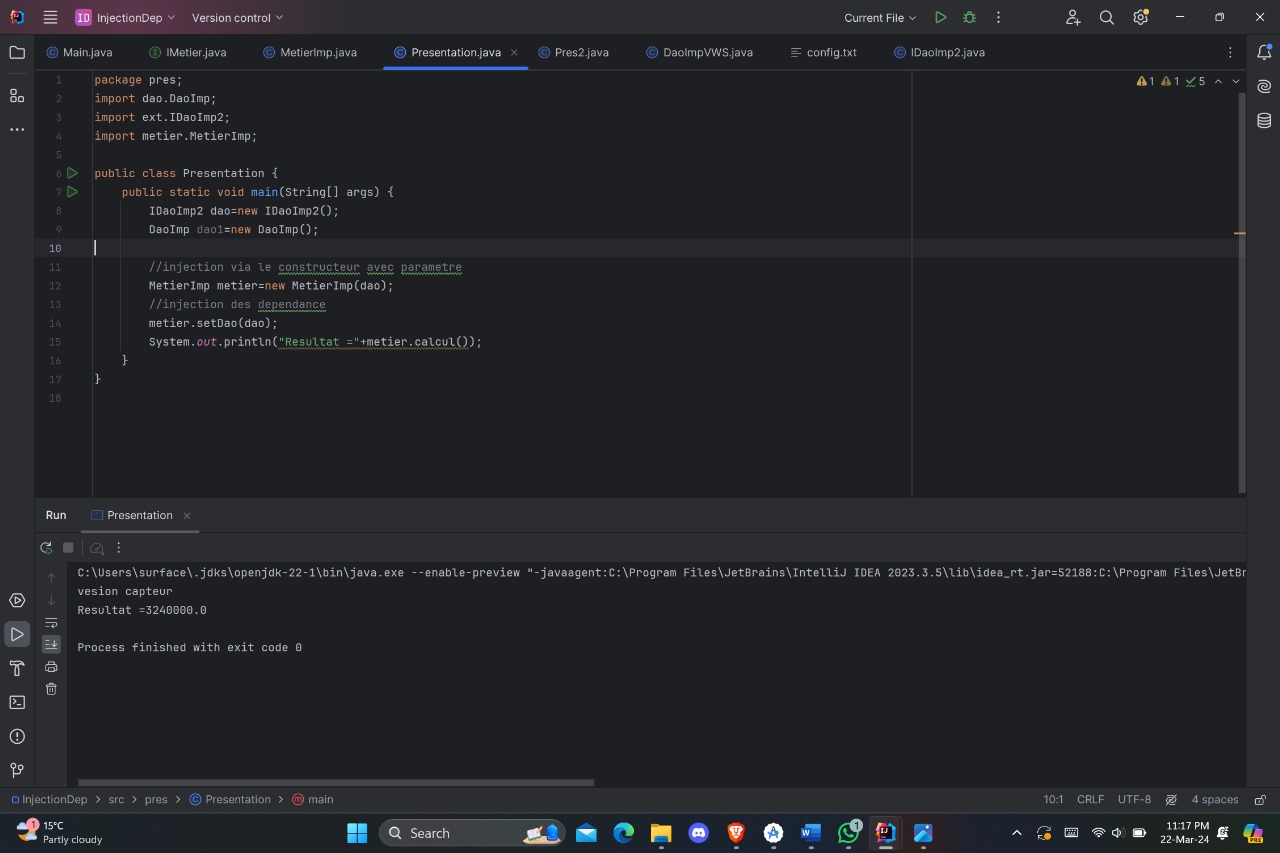 ID InjectionDep Version control Current File
Main.java IMetier.java MetierImp.java Presentation.java Pres2.java DaoImpVWS.java config.txt IDaoImp2.java
1 package pres; 1 1 5
2 import dao.DaoImp;
3 import ext.IDaoImp2;
4 import metier.MetierImp;
5
6 public class Presentation {
7 public static void main(String[] args) {
8 IDaoImp2 dao=new IDaoImp2();
9 DaoImp dao1=new DaoImp();
10
11 //injection via le constructeur avec parametre
12 MetierImp metier=new MetierImp(dao);
13 //injection des dependance
14 metier.setDao(dao);
15 System.out.println("Resultat ="+metier.calcul());
16 }
17 }
18
Run Presentation
C:\Users\surface\.jdks\openjdk-22-1\bin\java.exe --enable-preview "-javaagent:C:\Program Files\JetBrains\IntelliJ IDEA 2023.3.5\lib\idea_rt.jar=52188:C:\Program Files\JetBr
vesion capteur
Resultat =3240000.0
Process finished with exit code 0
InjectionDep > src > pres > Presentation > main 10:1 CRLF UTF-8 4 spaces
1 15°C
Partly cloudy
Search
1
11:17 PM
22-Mar-24
PRE